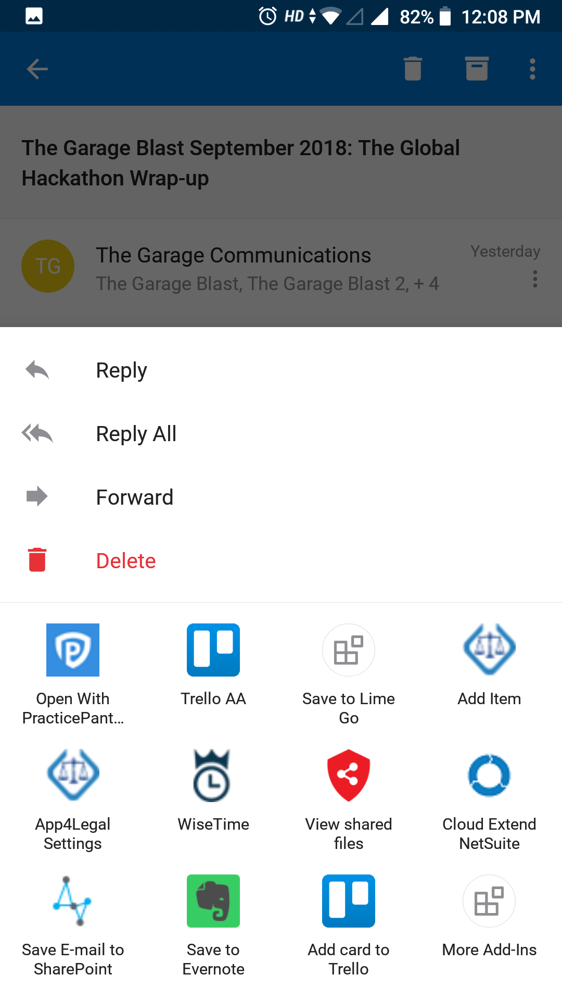 HD 82% 12:08 PM
The Garage Blast September 2018: The Global
Hackathon Wrap-up
TG
The Garage Communications
Yesterday
The Garage Blast, The Garage Blast 2, + 4
Reply
Reply All
Forward
Delete
Open With
PracticePant...
Trello AA
Save to Lime
Go
Add Item
App4Legal
Settings
WiseTime
View shared
files
Cloud Extend
NetSuite
Save E-mail to
SharePoint
Save to
Evernote
Add card to
Trello
More Add-Ins